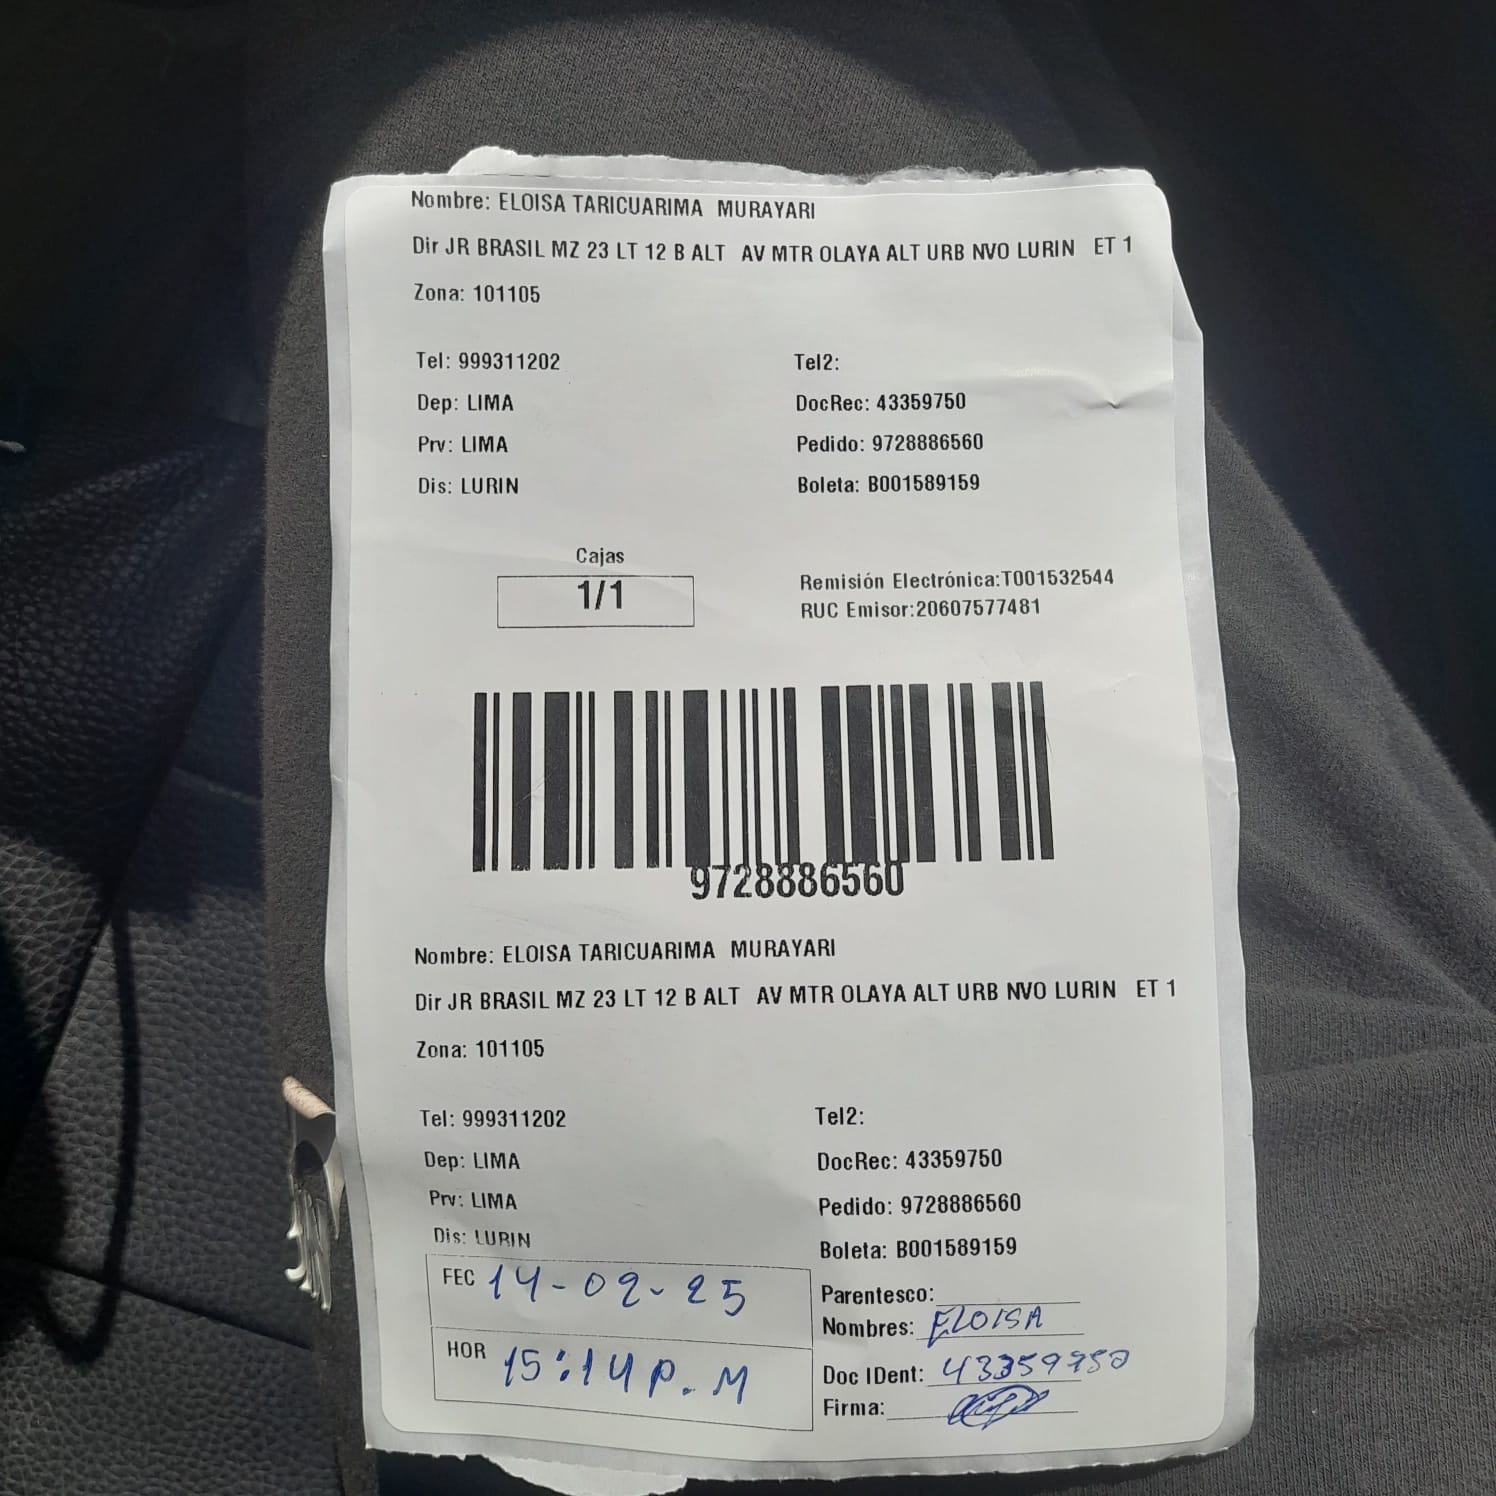 Nombre: ELOISA TARICUARIMA MURAYARI
Dir JR BRASIL MZ 23 LT 12 B ALT AV MTR OLAYA ALT URB NVO LURIN ET 1
Zona: 101105
Tel: 999311202 Tel2:
Dep: LIMA DocRec: 43359750
Prv: LIMA Pedido: 9728886560
Dis: LURIN Boleta: B001589159
Cajas
1/1
Remisión Electrónica:T001532544
RUC Emisor:20607577481
9728886560
Nombre: ELOISA TARICUARIMA MURAYARI
Dir JR BRASIL MZ 23 LT 12 B ALT AV MTR OLAYA ALT URB NVO LURIN ET 1
Zona: 101105
Tel: 999311202 Tel2:
Dep: LIMA DocRec: 43359750
Prv: LIMA Pedido: 9728886560
Dis: LURIN Boleta: B001589159
FEC 14-02-25
HOR 15:14 P.M
Parentesco:
Nombres: ELOISA
Doc IDent: 43359750
Firma: